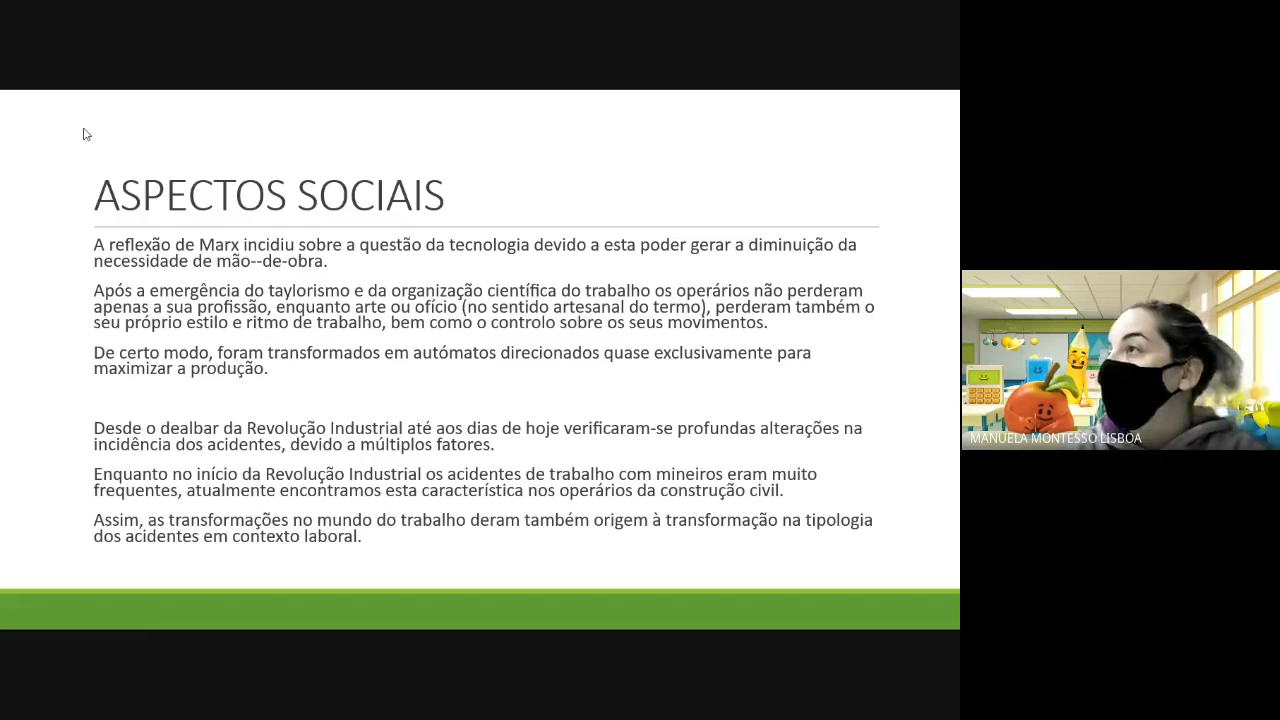 ASPECTOS SOCIAIS
A reflexão de Marx incidiu sobre a questão da tecnologia devido a esta poder gerar a diminuição da
necessidade de mão--de-obra.
Após a emergência do taylorismo e da organização científica do trabalho os operários não perderam
apenas a sua profissão, enquanto arte ou ofício (no sentido artesanal do termo), perderam também o
seu próprio estilo e ritmo de trabalho, bem como o controlo sobre os seus movimentos.
De certo modo, foram transformados em autómatos direcionados quase exclusivamente para
maximizar a produção.
Desde o dealbar da Revolução Industrial até aos dias de hoje verificaram-se profundas alterações na
incidência dos acidentes, devido a múltiplos fatores.
Enquanto no início da Revolução Industrial os acidentes de trabalho com mineiros eram muito
frequentes, atualmente encontramos esta característica nos operários da construção civil.
Assim, as transformações no mundo do trabalho deram também origem à transformação na tipologia
dos acidentes em contexto laboral.
MANUELA MONTESSO LISBOA